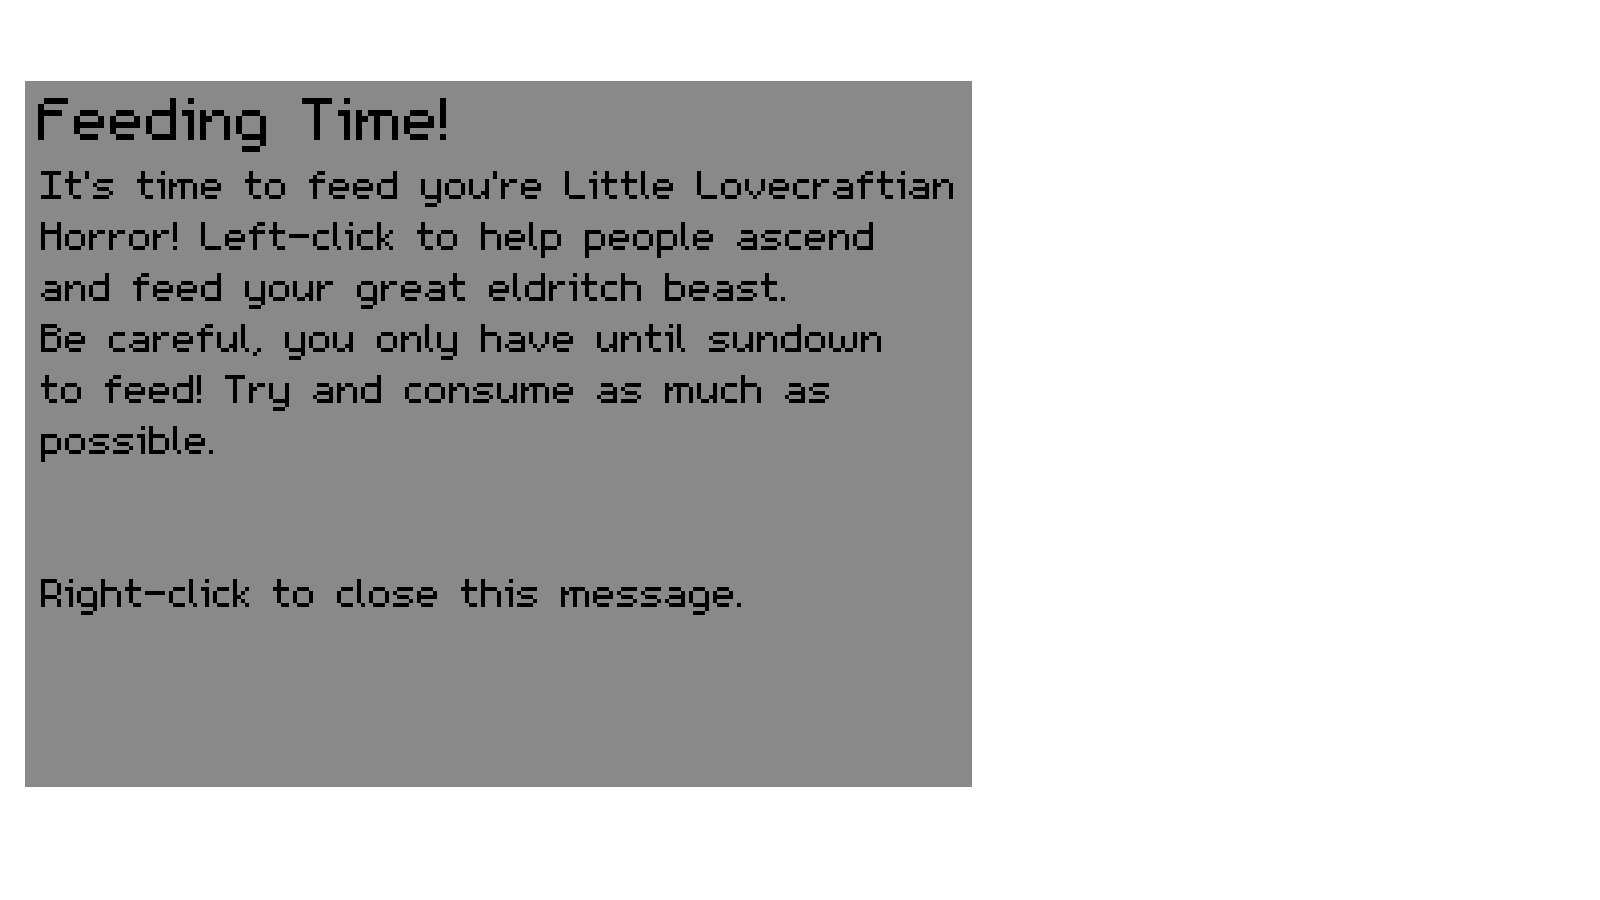 Feeding Time!
It's time to feed you're Little Lovecraftian
Horror! Left-click to help people ascend
and feed your great eldritch beast.
Be careful, you only have until sundown
to feed! Try and consume as much as
possible.
Right-click to close this message.